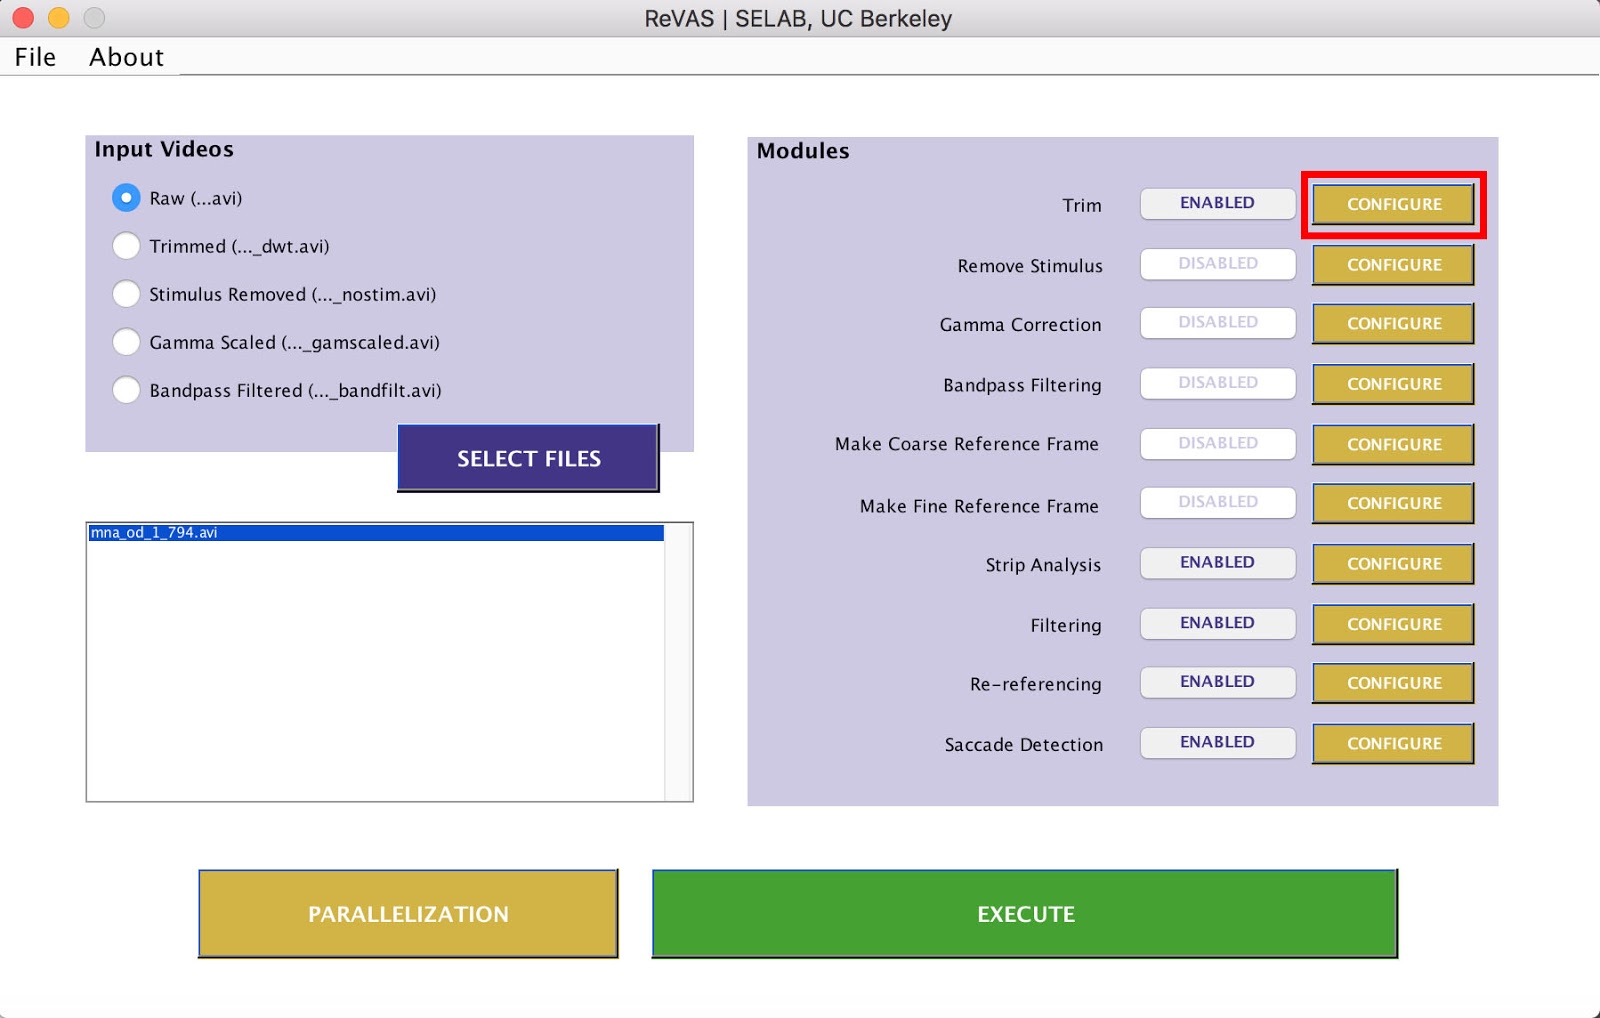 ReVAS | SELAB, UC Berkeley
File About
Input Videos
Raw (...avi)
Trimmed (..._dwt.avi)
Stimulus Removed (..._nostim.avi)
Gamma Scaled (..._gamscaled.avi)
Bandpass Filtered (..._bandfilt.avi)
SELECT FILES
mna_od_1_794.avi
Modules
Trim ENABLED CONFIGURE
Remove Stimulus DISABLED CONFIGURE
Gamma Correction DISABLED CONFIGURE
Bandpass Filtering DISABLED CONFIGURE
Make Coarse Reference Frame DISABLED CONFIGURE
Make Fine Reference Frame DISABLED CONFIGURE
Strip Analysis ENABLED CONFIGURE
Filtering ENABLED CONFIGURE
Re-referencing ENABLED CONFIGURE
Saccade Detection ENABLED CONFIGURE
PARALLELIZATION EXECUTE